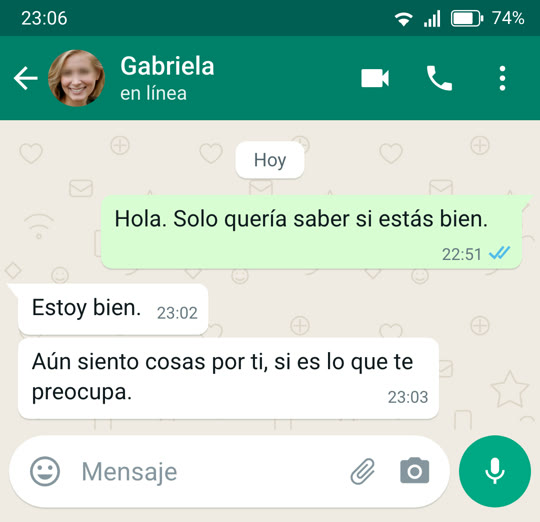 23:06
74%
Gabriela
en línea
Hoy
Hola. Solo quería saber si estás bien.
22:51
Estoy bien. 23:02
Aún siento cosas por ti, si es lo que te
preocupa.
23:03
Mensaje